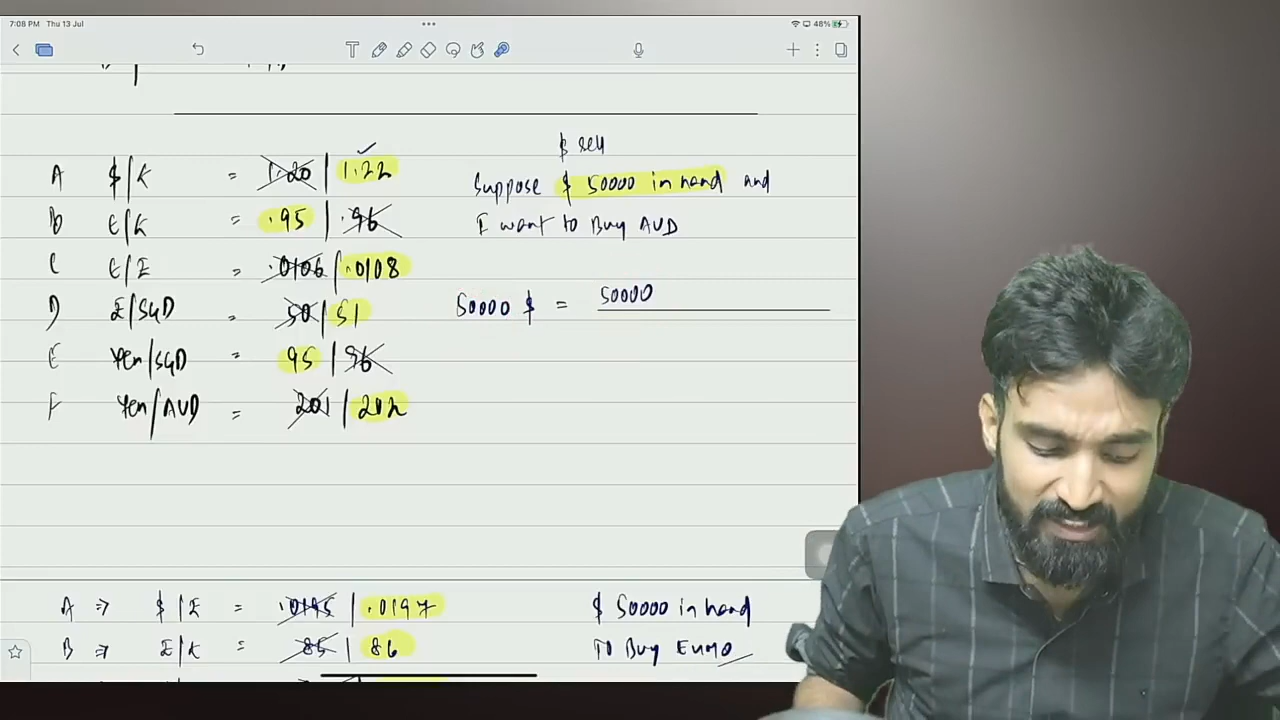 7:08 PM Thu 13 Jul
48%
$ sell
A $/£ = 1.20 | 1.22
Suppose $ 50000 in hand and
B €/£ = .95 | .96
I want to Buy AUD
C €/₹ = .0106 | .0108
50000 $ = 50000
D ₹/SGD = 50 | 51
E Yen/SGD = 95 | 96
F Yen/AUD = 201 | 202
A ⇒ $/₹ = .0195 | .0197
$ 50000 in hand
B ⇒ ₹/£ = 85 | 86
To Buy Euro